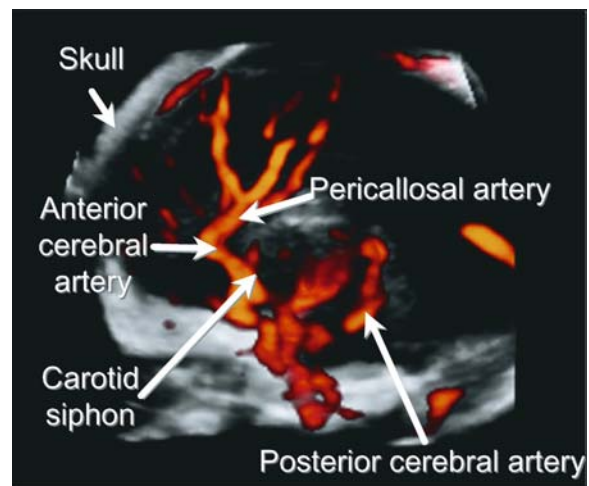 Skull
Pericallosal artery
Anterior
cerebral
artery
Carotid
siphon
Posterior cerebral artery